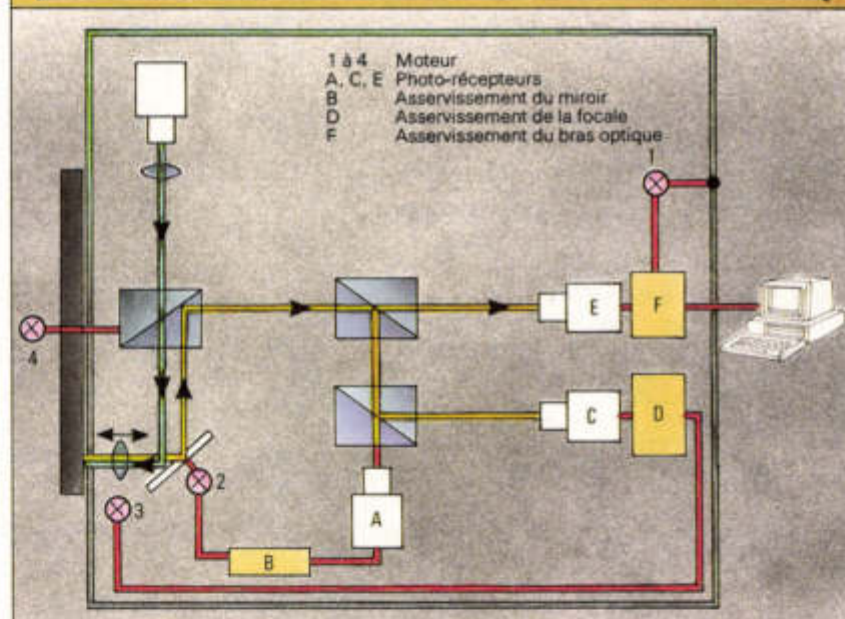 1 à 4 Moteur
A, C, E Photo-récepteurs
B Asservissement du miroir
D Asservissement de la focale
F Asservissement du bras optique
1
E
F
4
C
D
2
3
A
B